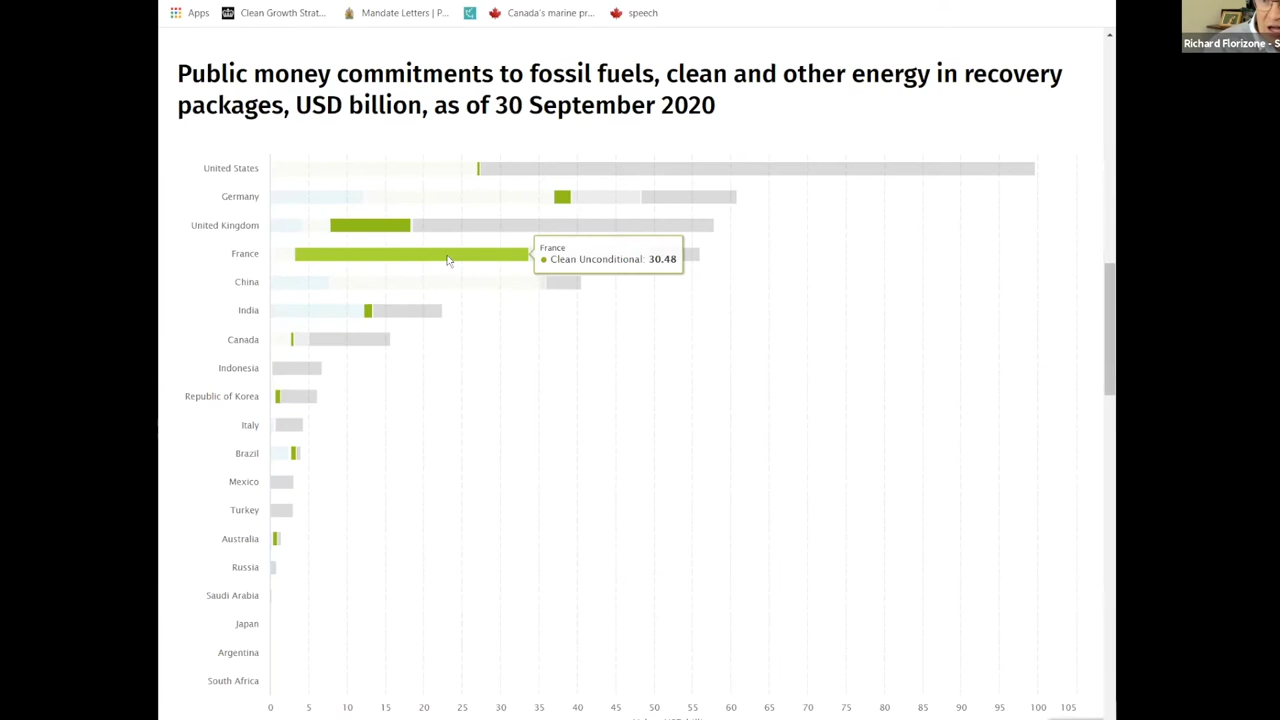 Apps
Clean Growth Strat...
Mandate Letters | P...
Canada's marine pr...
speech
Richard Florizone - S
Public money commitments to fossil fuels, clean and other energy in recovery
packages, USD billion, as of 30 September 2020
United States
Germany
United Kingdom
France
France
Clean Unconditional: 30.48
China
India
Canada
Indonesia
Republic of Korea
Italy
Brazil
Mexico
Turkey
Australia
Russia
Saudi Arabia
Japan
Argentina
South Africa
0 5 10 15 20 25 30 35 40 45 50 55 60 65 70 75 80 85 90 95 100 105